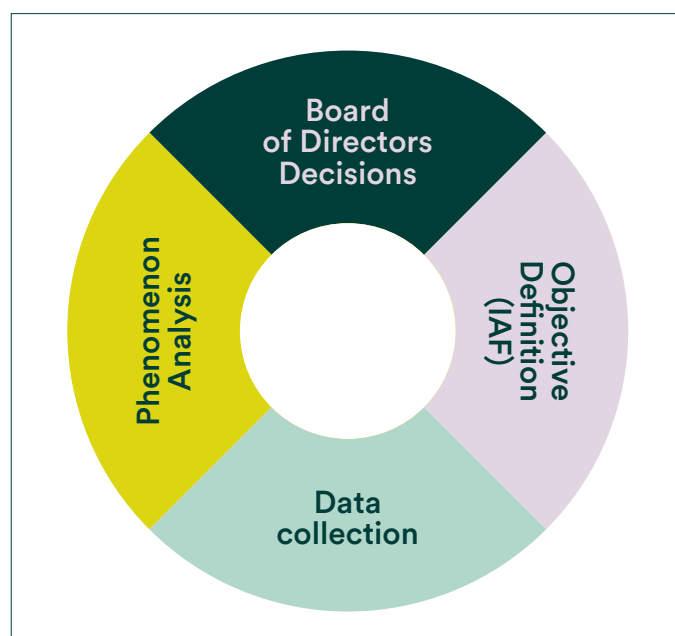 Board
of Directors
Decisions
Objective
Definition
(IAF)
Data
collection
Phenomenon
Analysis